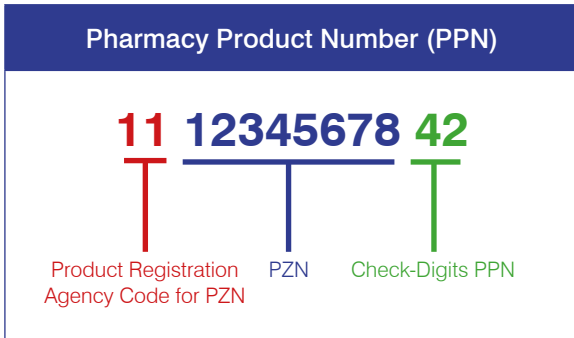 Pharmacy Product Number (PPN)
11 12345678 42
Product Registration
Agency Code for PZN
PZN
Check-Digits PPN